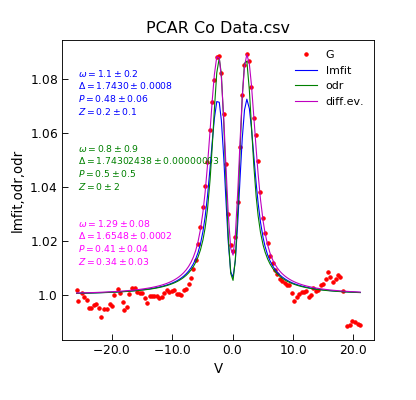 PCAR Co Data.csv
ω = 1.1 ± 0.2
Δ = 1.7430 ± 0.0008
P = 0.48 ± 0.06
Z = 0.2 ± 0.1
ω = 0.8 ± 0.9
Δ = 1.74302438 ± 0.00000003
P = 0.5 ± 0.5
Z = 0 ± 2
ω = 1.29 ± 0.08
Δ = 1.6548 ± 0.0002
P = 0.41 ± 0.04
Z = 0.34 ± 0.03
G
lmfit
odr
diff.ev.
lmfit,odr,odr
1.08
1.06
1.04
1.02
1.0
−20.0 −10.0 0.0 10.0 20.0
V